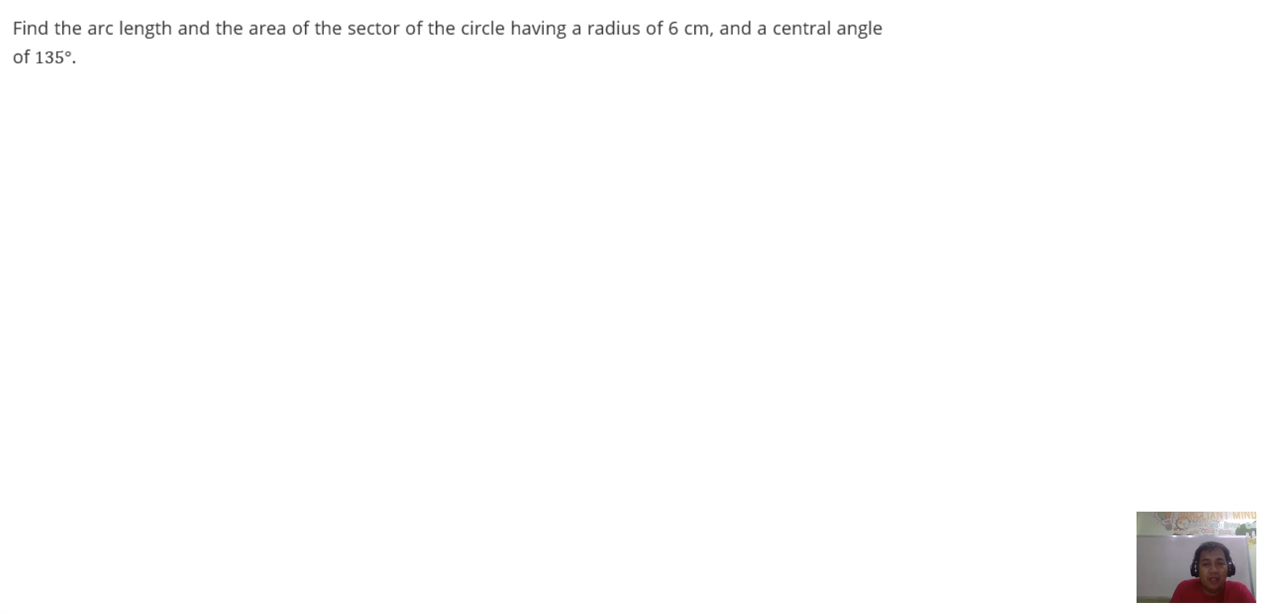 Find the arc length and the area of the sector of the circle having a radius of 6 cm, and a central angle
of 135°.